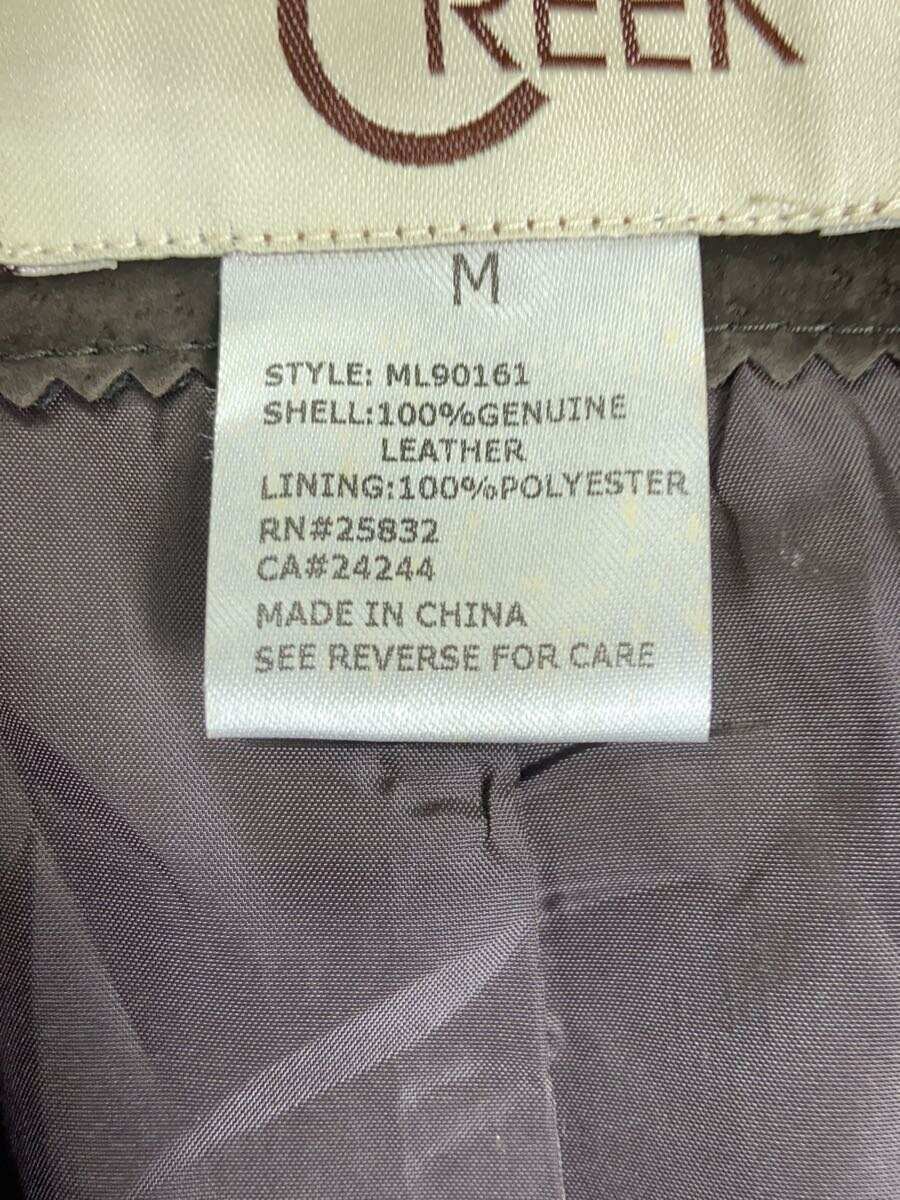 CREEK
M
STYLE: ML90161
SHELL:100%GENUINE
LEATHER
LINING:100%POLYESTER
RN#25832
CA#24244
MADE IN CHINA
SEE REVERSE FOR CARE